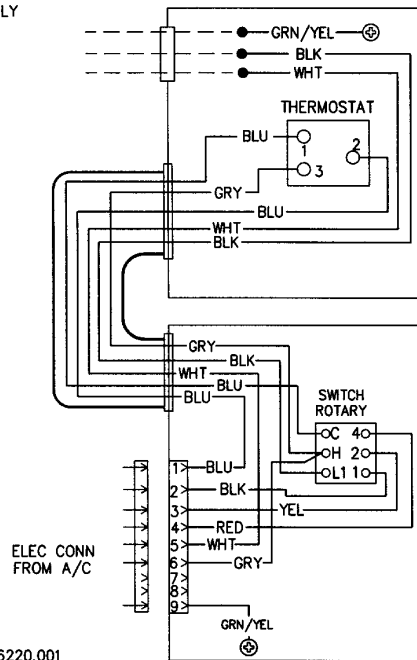 LY
GRN/YEL
BLK
WHT
THERMOSTAT
BLU
1
2
3
GRY
BLU
WHT
BLK
GRY
BLK
WHT
BLU
BLU
SWITCH
ROTARY
C 4
H 2
L1 1
1 BLU
2 BLK
3 YEL
4 RED
5 WHT
6 GRY
7
8
9
ELEC CONN
FROM A/C
GRN/YEL
6220.001